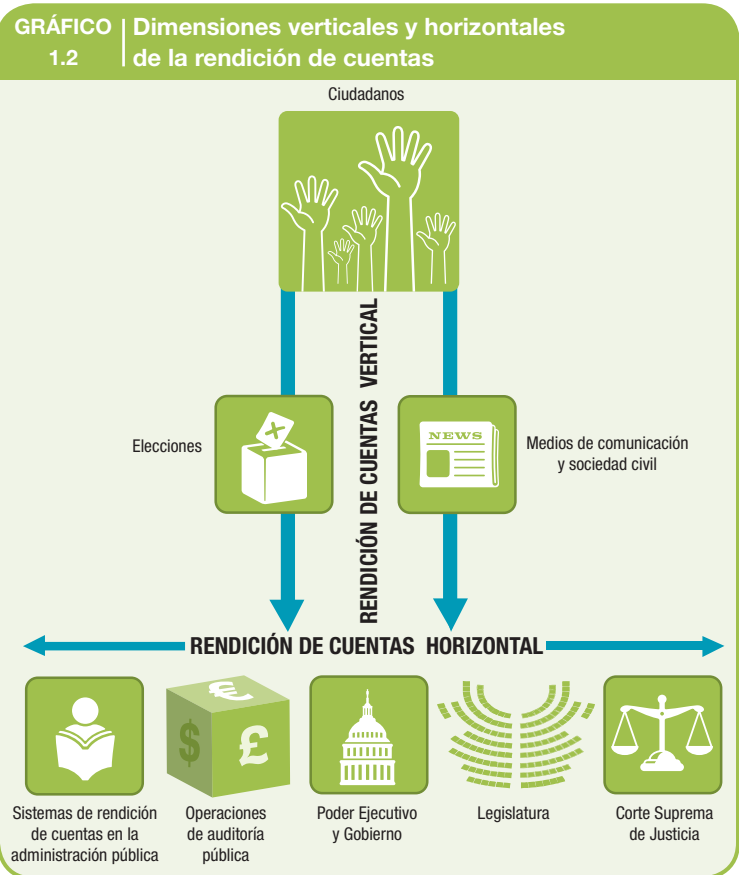 GRÁFICO 1.2
Dimensiones verticales y horizontales
de la rendición de cuentas
Ciudadanos
RENDICIÓN DE CUENTAS VERTICAL
Elecciones
NEWS
Medios de comunicación
y sociedad civil
RENDICIÓN DE CUENTAS HORIZONTAL
€
$
£
Sistemas de rendición
de cuentas en la
administración pública
Operaciones
de auditoría
pública
Poder Ejecutivo
y Gobierno
Legislatura
Corte Suprema
de Justicia